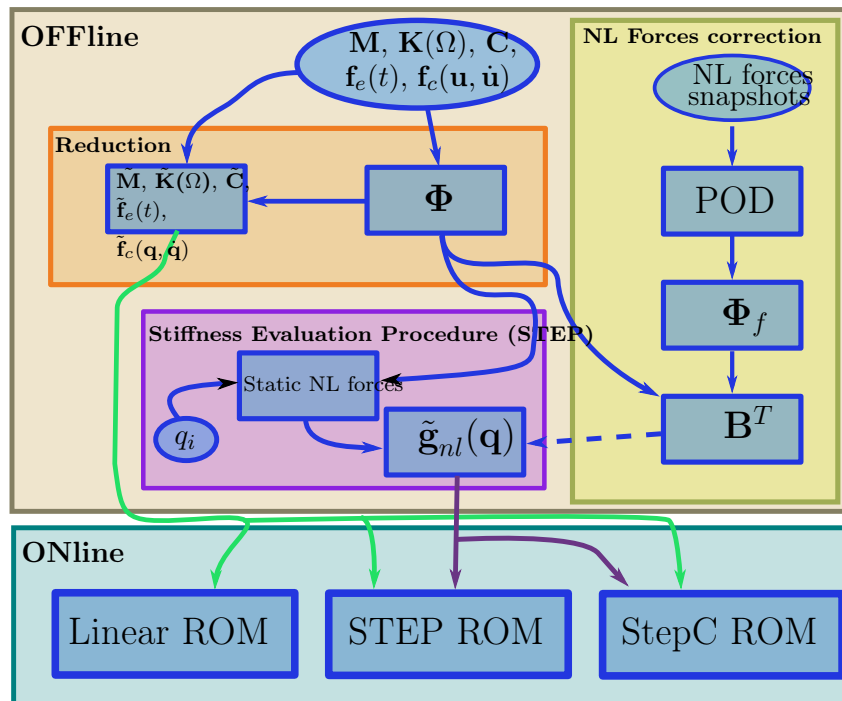 OFFline
M, K(Ω), C,
f_e(t), f_c(u, u̇)
NL Forces correction
NL forces
snapshots
Reduction
M̃, K̃(Ω), C̃,
f̃_e(t),
f̃_c(q, q̇)
Φ
POD
Φ_f
B^T
Stiffness Evaluation Procedure (STEP)
Static NL forces
q_i
g̃_nl(q)
ONline
Linear ROM
STEP ROM
StepC ROM